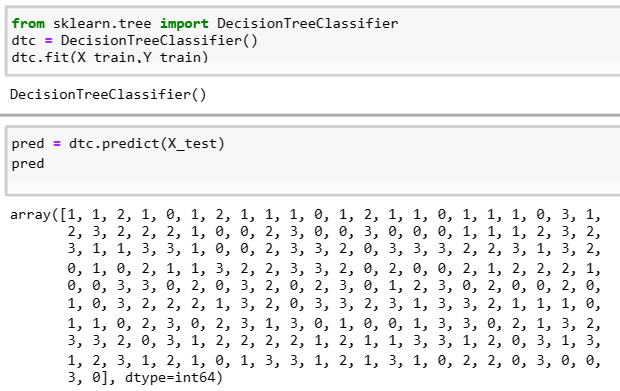 from sklearn.tree import DecisionTreeClassifier
dtc = DecisionTreeClassifier()
dtc.fit(X_train,Y_train)
DecisionTreeClassifier()
pred = dtc.predict(X_test)
pred
array([1, 1, 2, 1, 0, 1, 2, 1, 1, 1, 0, 1, 2, 1, 1, 0, 1, 1, 1, 0, 3, 1,
2, 3, 2, 2, 2, 1, 0, 0, 2, 3, 0, 0, 3, 0, 0, 0, 1, 1, 1, 2, 3, 2,
3, 1, 1, 3, 3, 1, 0, 0, 2, 3, 3, 2, 0, 3, 3, 3, 2, 2, 3, 1, 3, 2,
0, 1, 0, 2, 1, 1, 3, 2, 2, 3, 3, 2, 0, 2, 0, 0, 2, 1, 2, 2, 2, 1,
0, 0, 3, 3, 0, 2, 0, 3, 2, 0, 2, 3, 0, 1, 2, 3, 0, 2, 0, 0, 2, 0,
1, 0, 3, 2, 2, 2, 1, 3, 2, 0, 3, 3, 2, 3, 1, 3, 3, 2, 1, 1, 1, 0,
1, 1, 0, 2, 3, 0, 2, 3, 1, 3, 0, 1, 0, 0, 1, 3, 3, 0, 2, 1, 3, 2,
3, 3, 2, 0, 3, 1, 2, 2, 2, 2, 1, 2, 1, 1, 3, 3, 1, 2, 0, 3, 1, 3,
1, 2, 3, 1, 2, 1, 0, 1, 3, 3, 1, 2, 1, 3, 1, 0, 2, 2, 0, 3, 0, 0,
3, 0], dtype=int64)